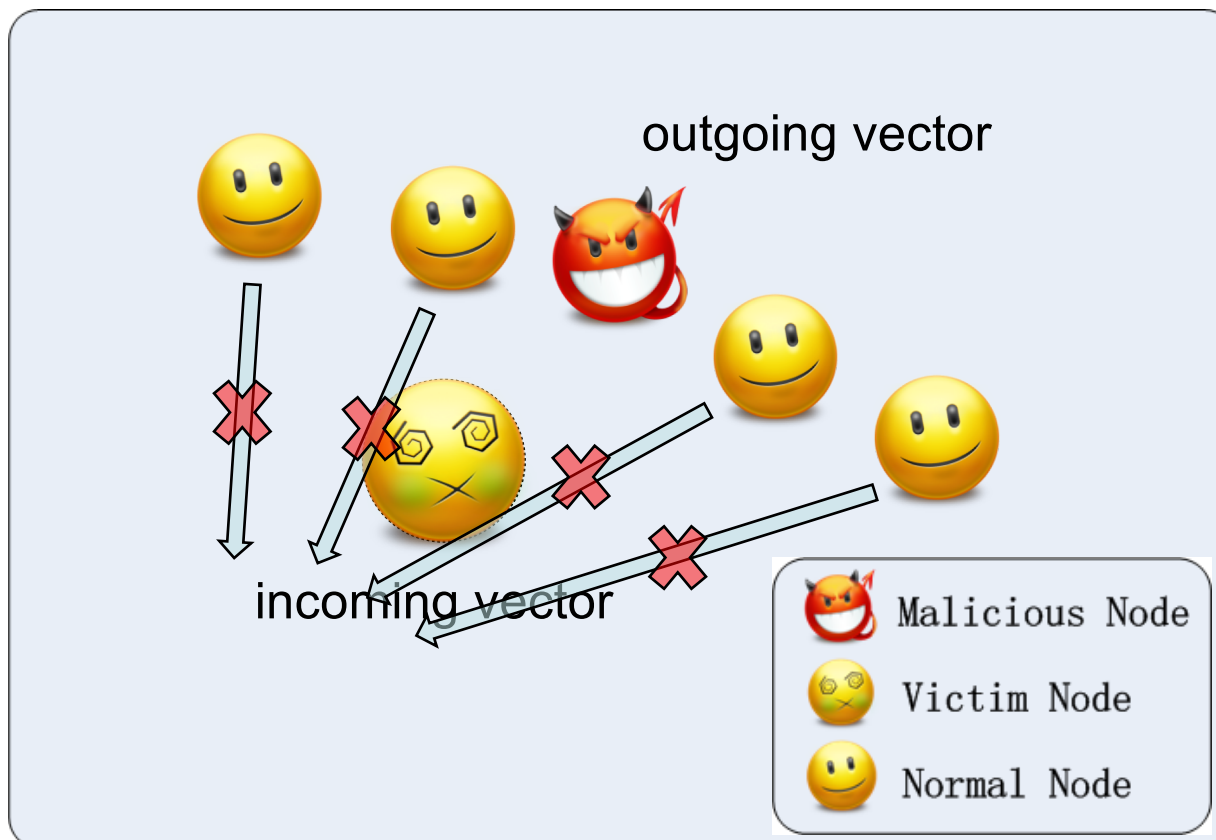 outgoing vector
incoming vector
Malicious Node
Victim Node
Normal Node